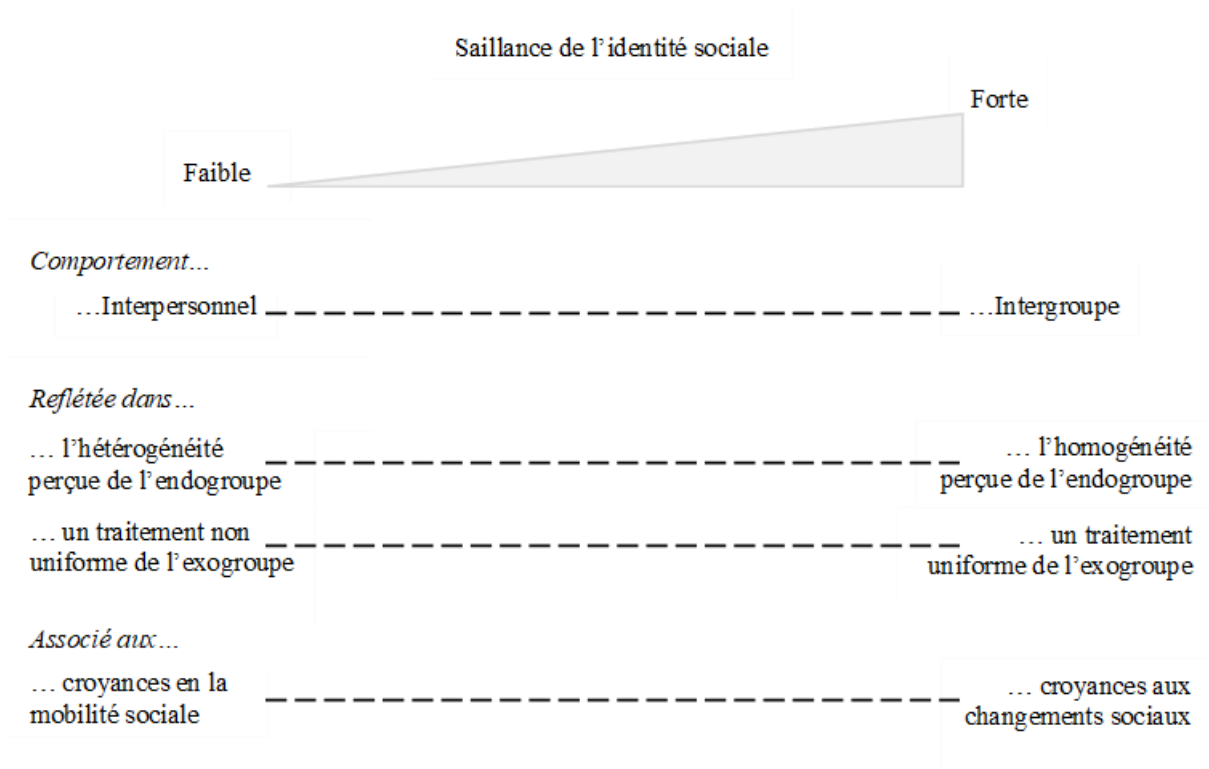 Saillance de l’identité sociale
Forte
Faible
Comportement…
…Interpersonnel
…Intergroupe
Reflétée dans…
… l’hétérogénéité
perçue de l’endogroupe
… l’homogénéité
perçue de l’endogroupe
… un traitement non
uniforme de l’exogroupe
… un traitement
uniforme de l’exogroupe
Associé aux…
… croyances en la
mobilité sociale
… croyances aux
changements sociaux